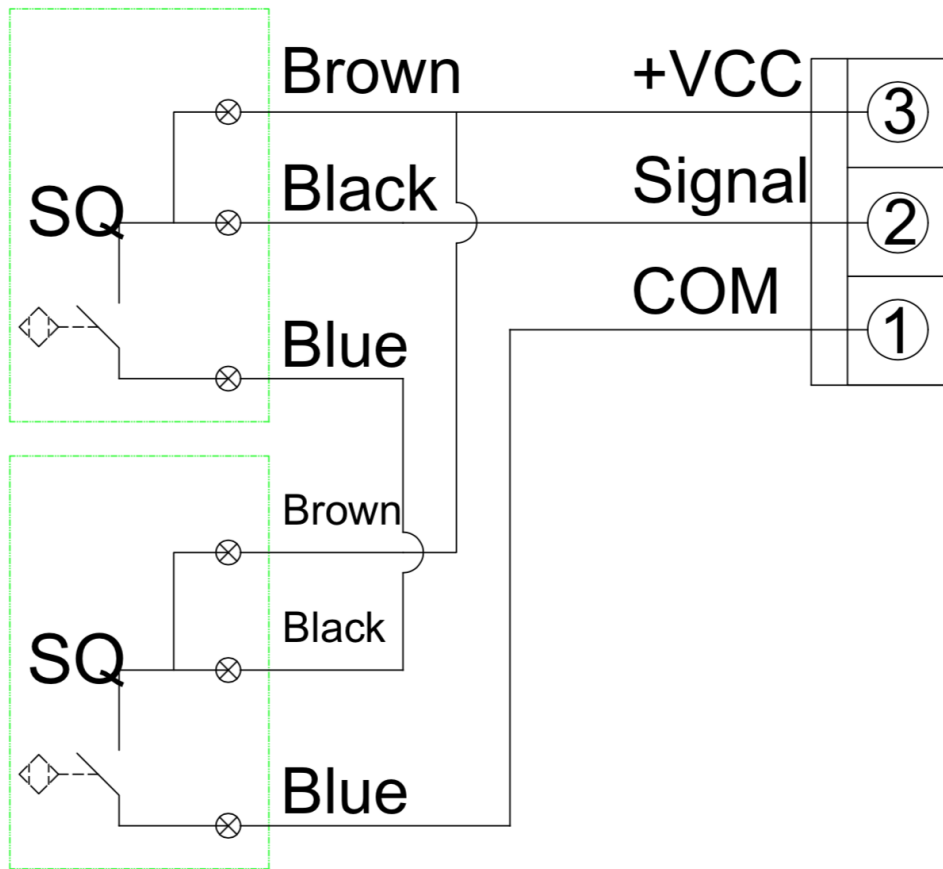 Brown
+VCC
3
SQ
Black
Signal
2
COM
1
Blue
Brown
Black
SQ
Blue